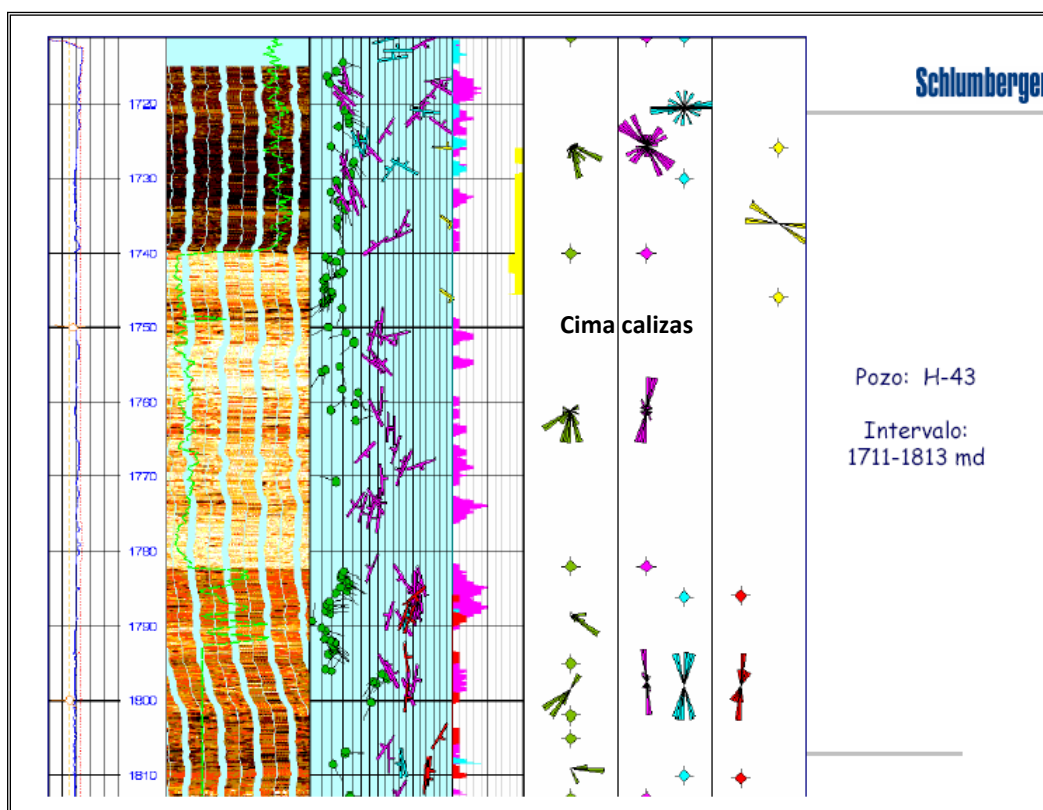 Schlumberger
1720
1730
1740
1750
1760
1770
1780
1790
1800
1810
Cima calizas
Pozo: H-43
Intervalo:
1711-1813 md